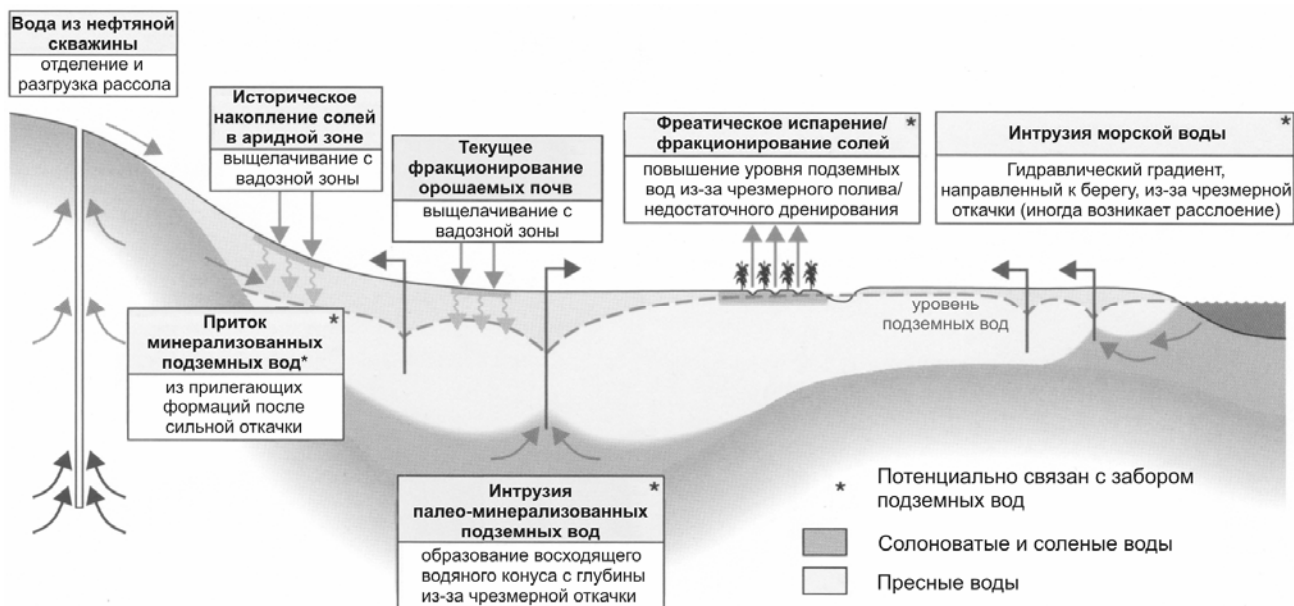 Вода из нефтяной
скважины
отделение и
разгрузка рассола
Историческое
накопление солей
в аридной зоне
выщелачивание с
вадозной зоны
Текущее
фракционирование
орошаемых почв
выщелачивание с
вадозной зоны
Фреатическое испарение/ *
фракционирование солей
повышение уровня подземных
вод из-за чрезмерного полива/
недостаточного дренирования
Интрузия морской воды *
Гидравлический градиент,
направленный к берегу, из-за чрезмерной
откачки (иногда возникает расслоение)
уровень
подземных вод
Приток *
минерализованных
подземных вод*
из прилегающих
формаций после
сильной откачки
Интрузия *
палео-минерализованных
подземных вод
образование восходящего
водяного конуса с глубины
из-за чрезмерной откачки
* Потенциально связан с забором
подземных вод
Солоноватые и соленые воды
Пресные воды